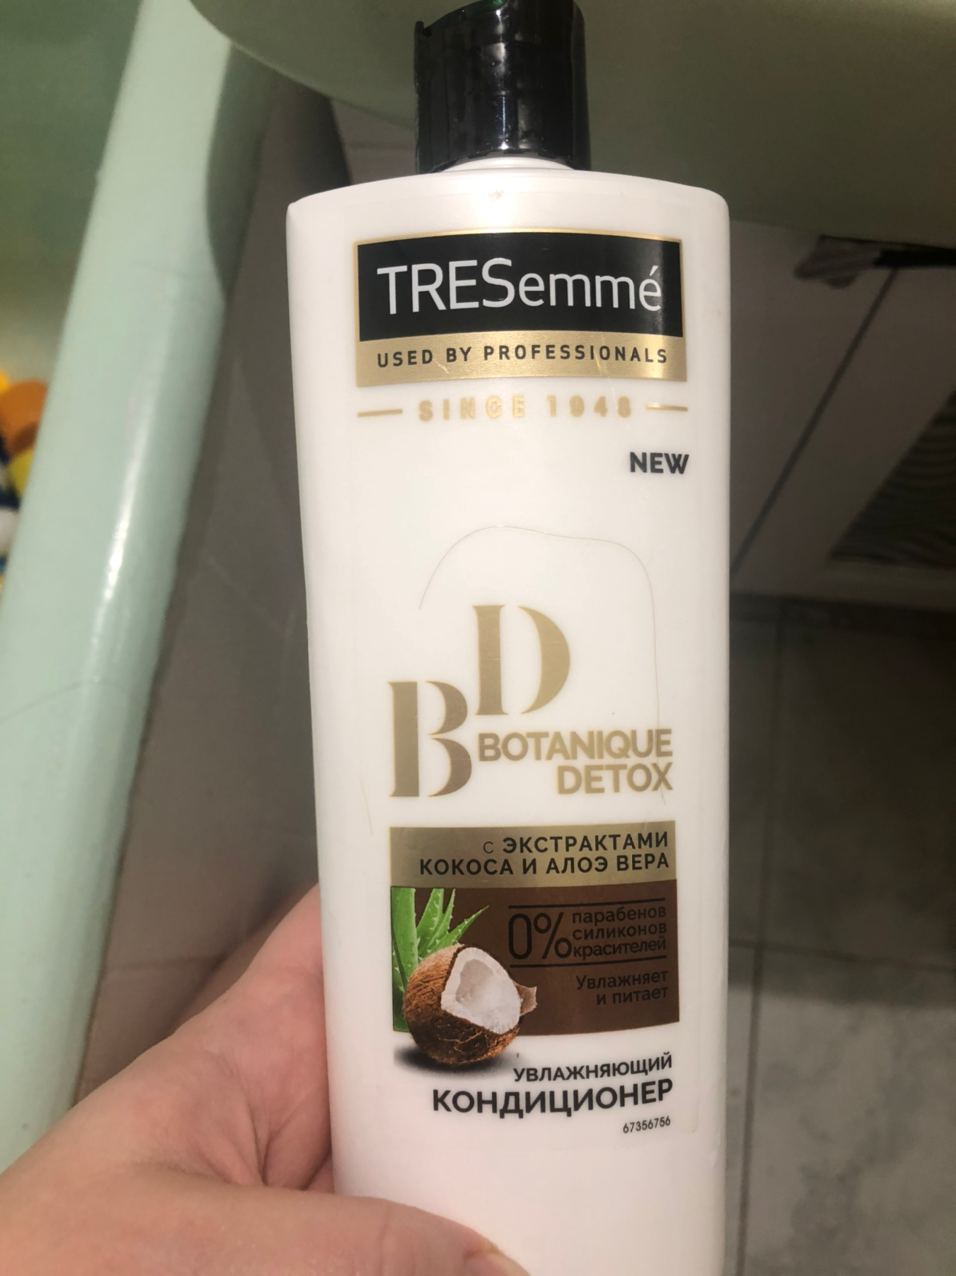 TRESemmé
USED BY PROFESSIONALS
SINCE 1948
NEW
BD
BOTANIQUE
DETOX
с ЭКСТРАКТАМИ
КОКОСА И АЛОЭ ВЕРА
0% парабенов
силиконов
красителей
Увлажняет
и питает
УВЛАЖНЯЮЩИЙ
КОНДИЦИОНЕР
67356756